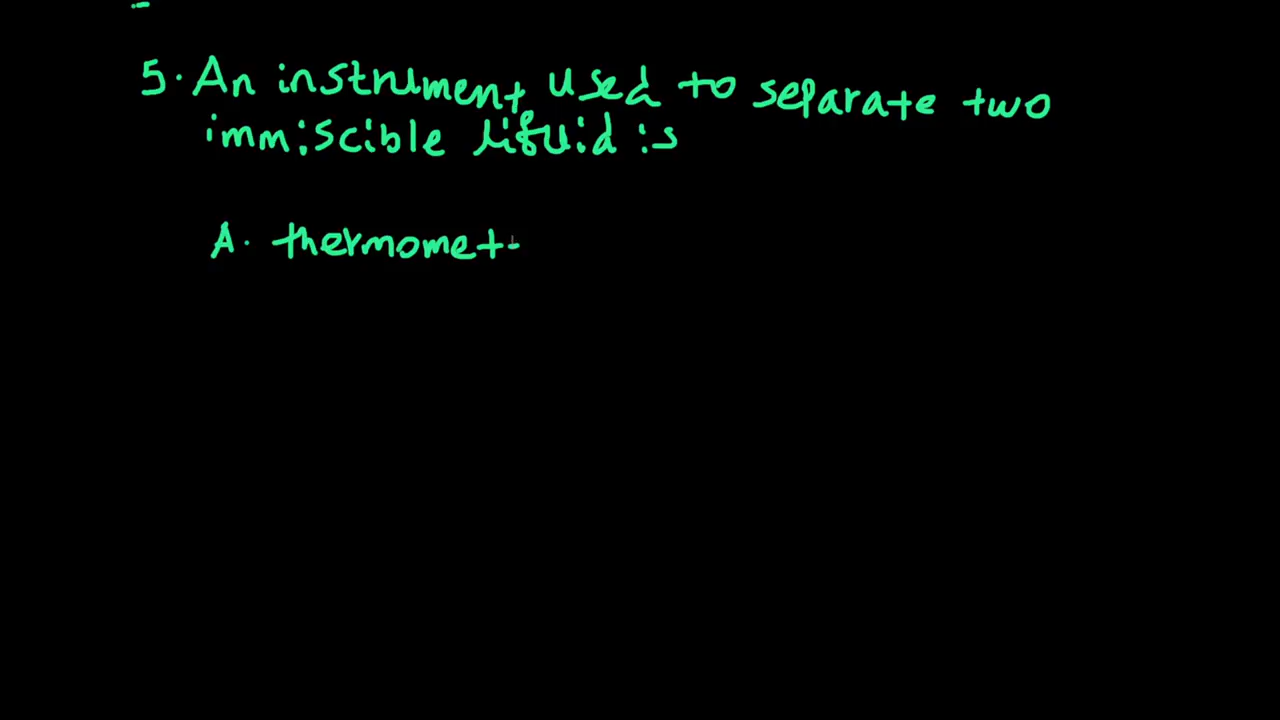 5. An instrument used to separate two
immiscible liquid is
A. thermomet